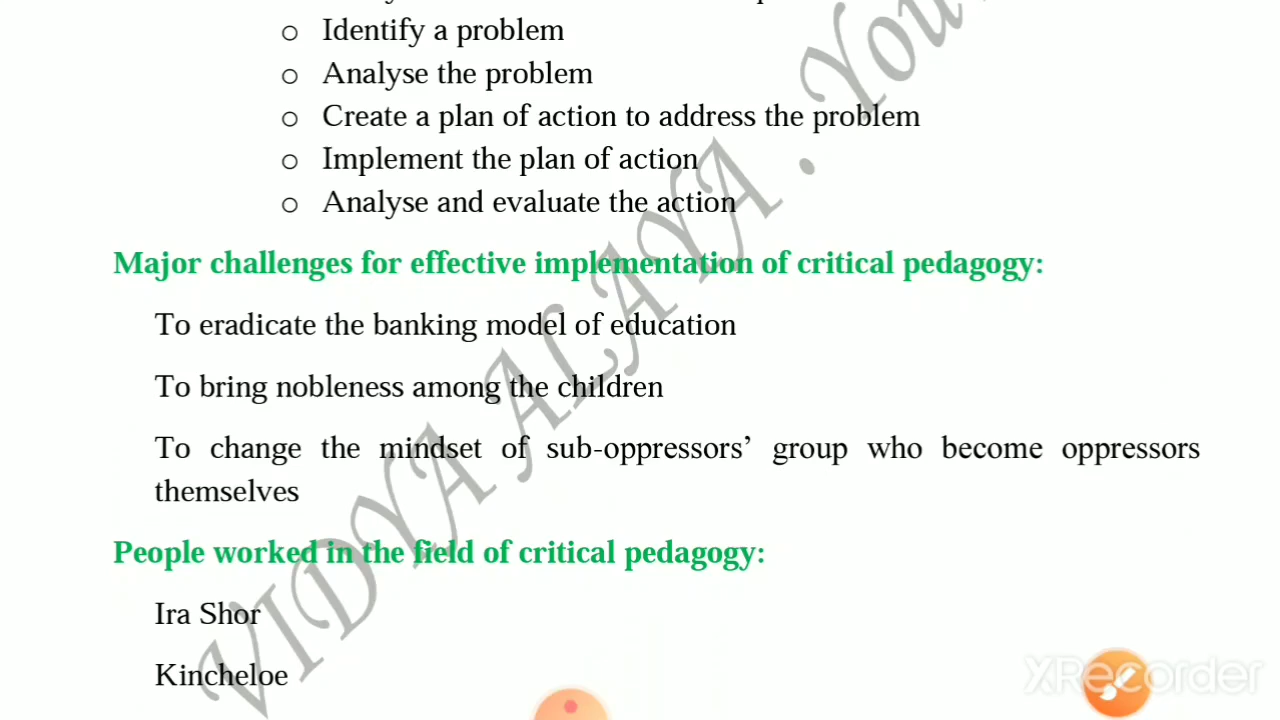 o Identify a problem
o Analyse the problem
o Create a plan of action to address the problem
o Implement the plan of action
o Analyse and evaluate the action
Major challenges for effective implementation of critical pedagogy:
To eradicate the banking model of education
To bring nobleness among the children
To change the mindset of sub-oppressors’ group who become oppressors
themselves
People worked in the field of critical pedagogy:
Ira Shor
Kincheloe
VIDYA ALAYA . You
XRecorder